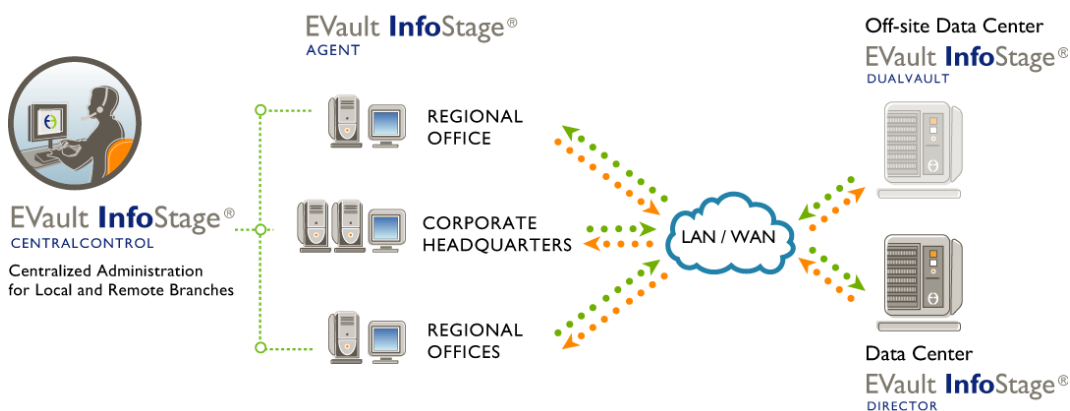 EVault InfoStage®
AGENT
Off-site Data Center
EVault InfoStage®
DUALVAULT
REGIONAL
OFFICE
EVault InfoStage®
CENTRALCONTROL
Centralized Administration
for Local and Remote Branches
CORPORATE
HEADQUARTERS
LAN / WAN
REGIONAL
OFFICES
Data Center
EVault InfoStage®
DIRECTOR